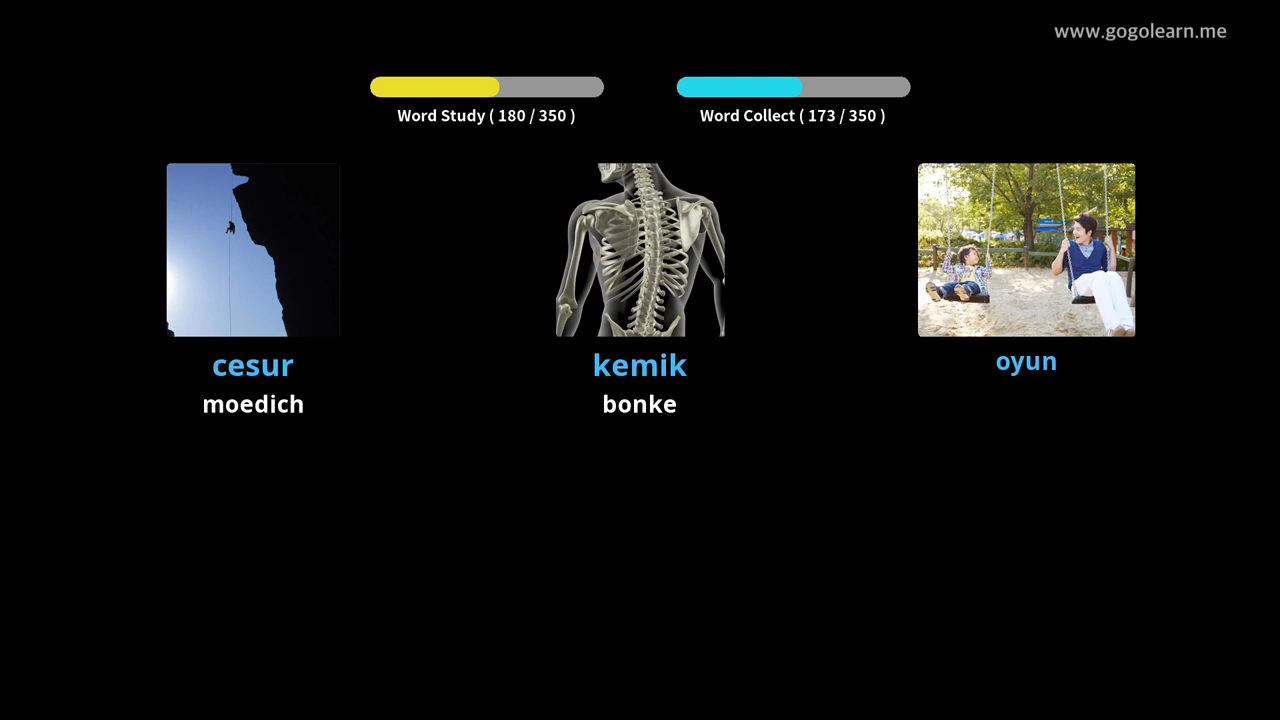 www.gogolearn.me
Word Study ( 180 / 350 )
Word Collect ( 173 / 350 )
cesur
moedich
kemik
bonke
oyun